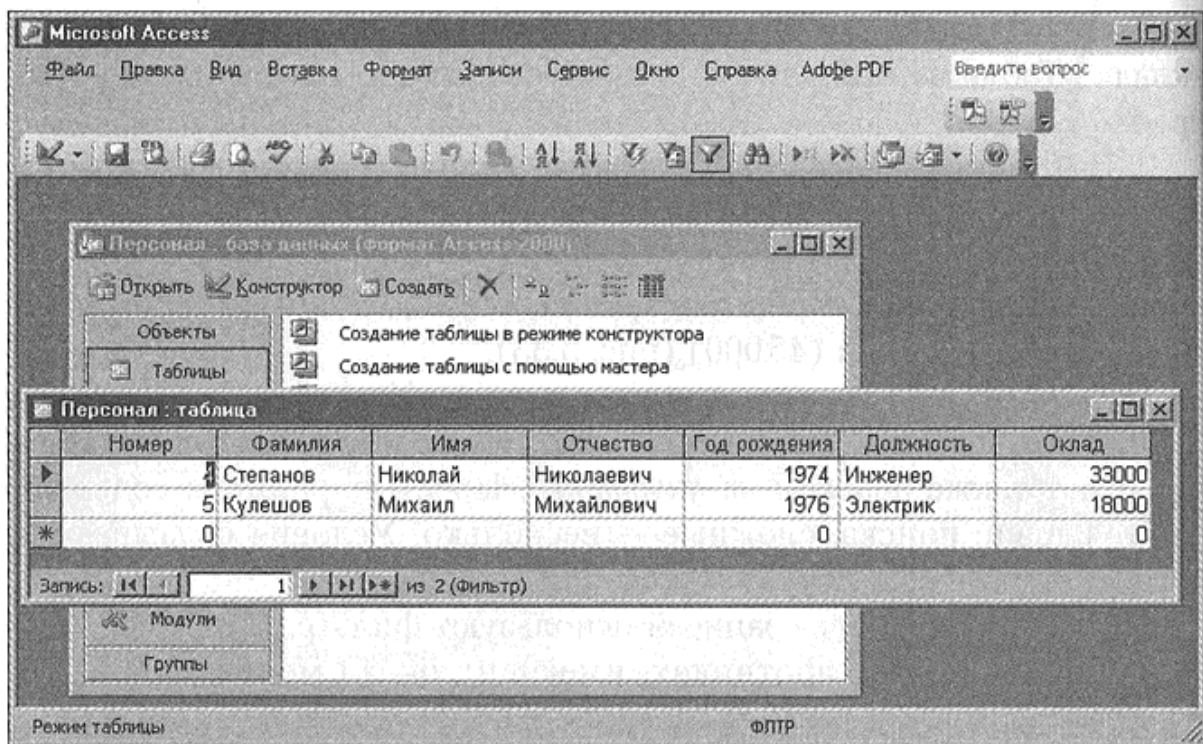 Microsoft Access
Файл Правка Вид Вставка Формат Записи Сервис Окно Справка Adobe PDF Введите вопрос
Персонал : база данных (формат Access 2000)
Открыть Конструктор Создать
Объекты
Создание таблицы в режиме конструктора
Таблицы
Создание таблицы с помощью мастера
Персонал : таблица
Номер Фамилия Имя Отчество Год рождения Должность Оклад
Степанов Николай Николаевич 1974 Инженер 33000
5 Кулешов Михаил Михайлович 1976 Электрик 18000
0 0 0
Запись: 1 из 2 (Фильтр)
Модули
Группы
Режим таблицы ФЛТР